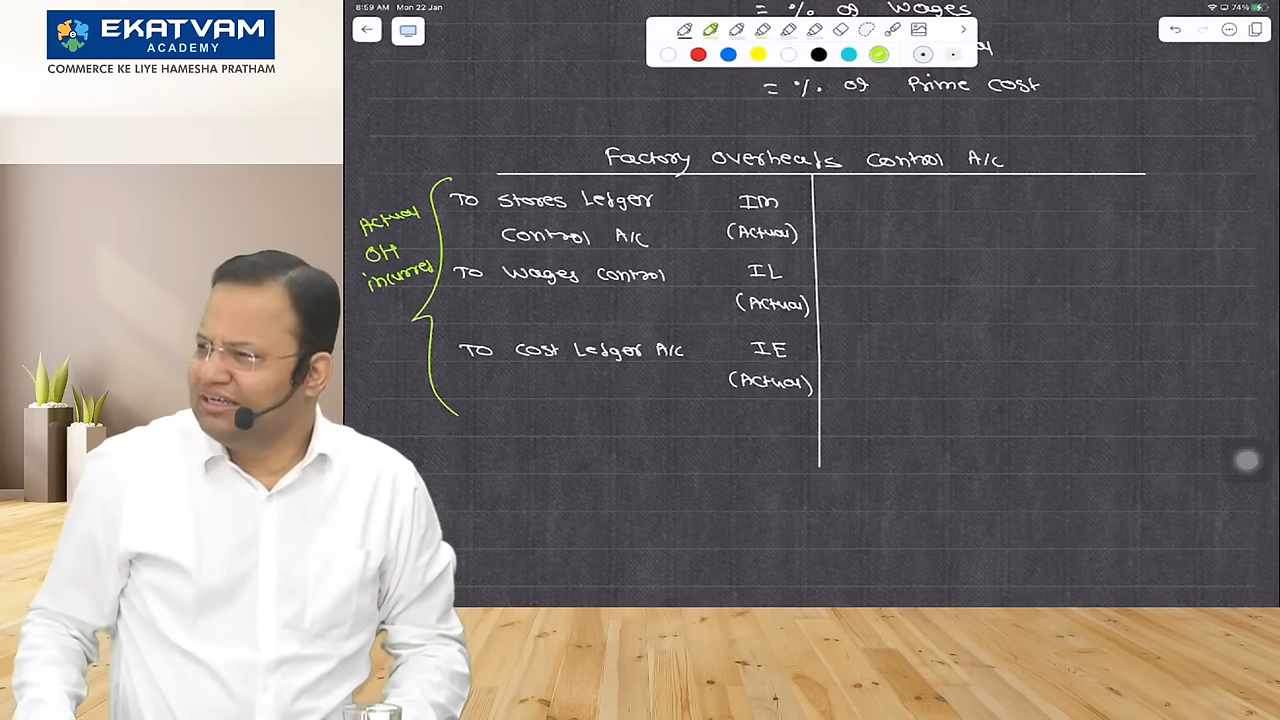 EKATVAM
ACADEMY
COMMERCE KE LIYE HAMESHA PRATHAM
8:59 AM Mon 22 Jan
74%
= % of wages
= % of Prime Cost
Factory overheads Control A/c
To Stores Ledger IM
Control A/c (Actual)
To Wages Control IL
(Actual)
To Cost Ledger A/c IE
(Actual)
Actual
OH
incurred